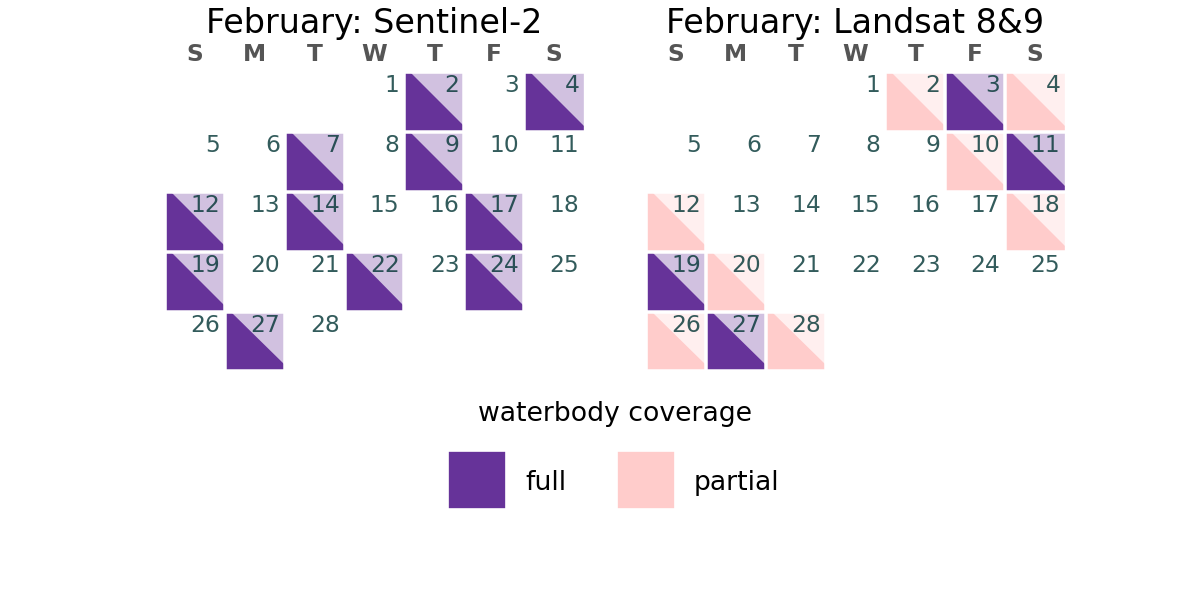 February: Sentinel-2
S M T W T F S
1 2 3 4
5 6 7 8 9 10 11
12 13 14 15 16 17 18
19 20 21 22 23 24 25
26 27 28
February: Landsat 8&9
S M T W T F S
1 2 3 4
5 6 7 8 9 10 11
12 13 14 15 16 17 18
19 20 21 22 23 24 25
26 27 28
waterbody coverage
full partial